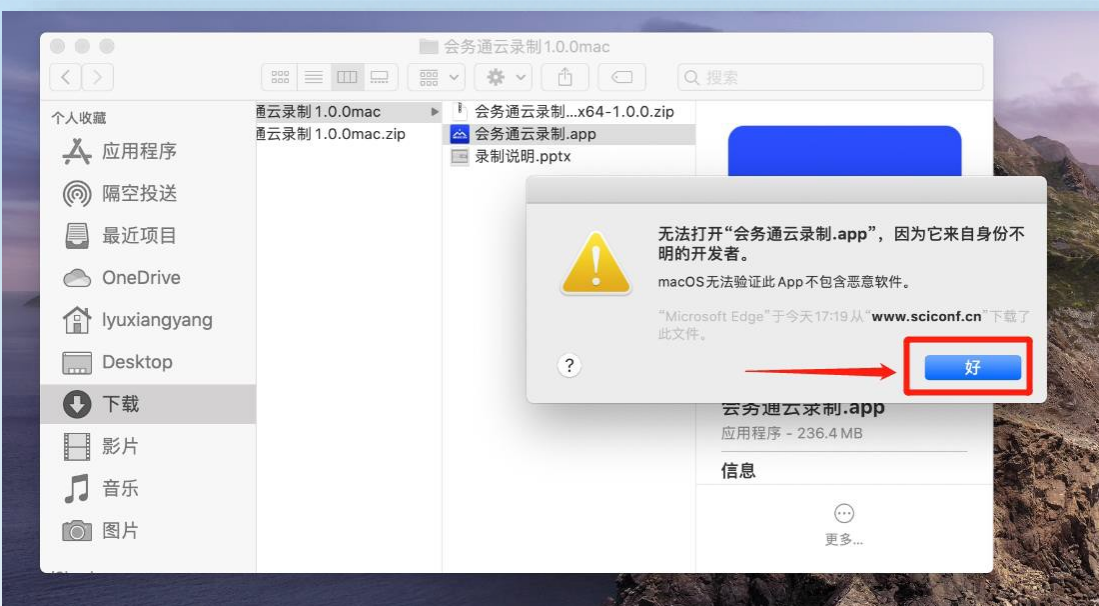 会务通云录制1.0.0mac
搜索
个人收藏
应用程序
隔空投送
最近项目
OneDrive
lyuxiangyang
Desktop
下载
影片
音乐
图片
通云录制 1.0.0mac
通云录制 1.0.0mac.zip
会务通云录制...x64-1.0.0.zip
会务通云录制.app
录制说明.pptx
无法打开“会务通云录制.app”，因为它来自身份不
明的开发者。
macOS无法验证此App不包含恶意软件。
“Microsoft Edge”于今天17:19从“www.sciconf.cn”下载了
此文件。
?
好
会务通云录制.app
应用程序 - 236.4 MB
信息
更多...